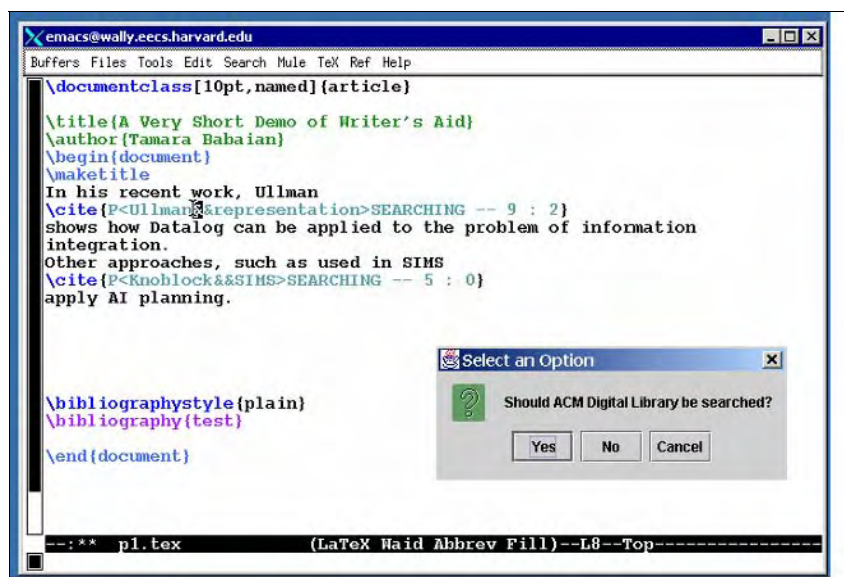 emacs@wally.eecs.harvard.edu
Buffers Files Tools Edit Search Mule TeX Ref Help
\documentclass[10pt,named]{article}
\title{A Very Short Demo of Writer's Aid}
\author{Tamara Babaian}
\begin{document}
\maketitle
In his recent work, Ullman
\cite{P<Ullman&&representation>SEARCHING -- 9 : 2}
shows how Datalog can be applied to the problem of information
integration.
Other approaches, such as used in SIMS
\cite{P<Knoblock&&SIMS>SEARCHING -- 5 : 0}
apply AI planning.
Select an Option
Should ACM Digital Library be searched?
Yes No Cancel
\bibliographystyle{plain}
\bibliography{test}
\end{document}
--:** p1.tex (LaTeX Waid Abbrev Fill)--L8--Top-----------------